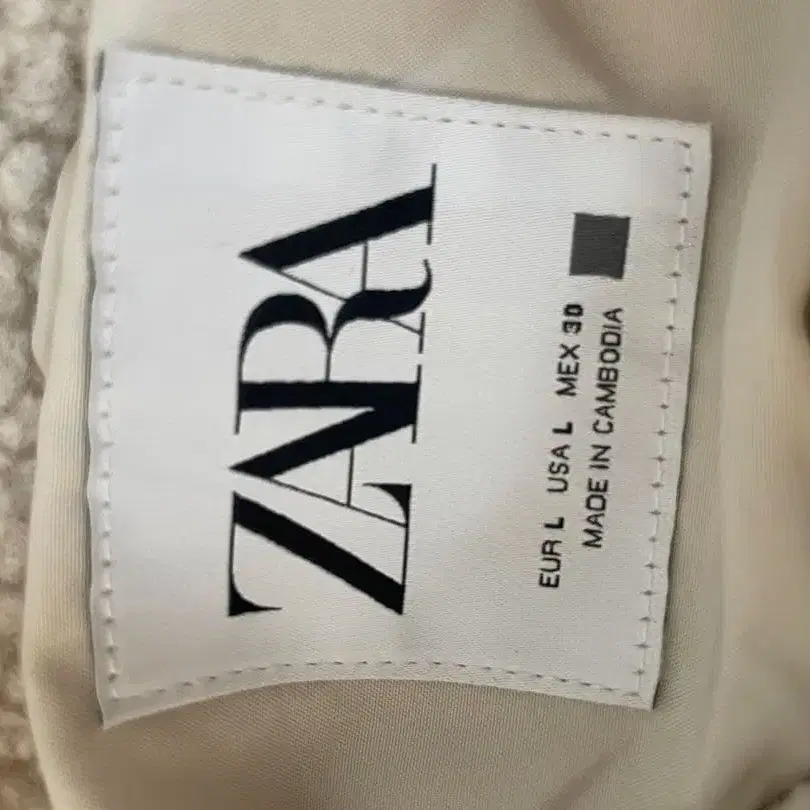 ZARA
EUR L USA L MEX 30
MADE IN CAMBODIA